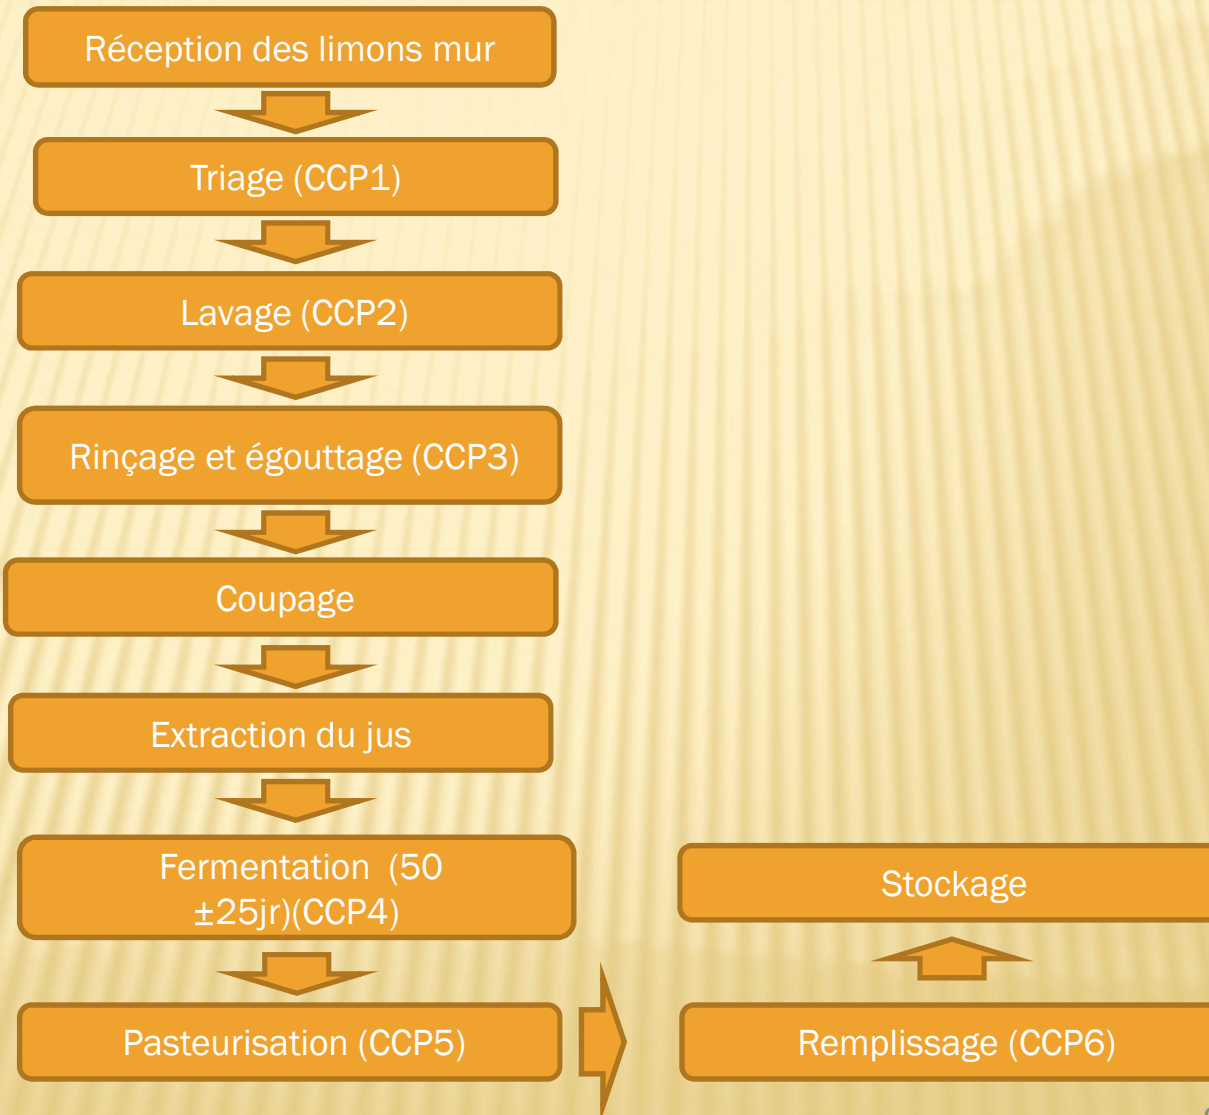 Réception des limons mur
Triage (CCP1)
Lavage (CCP2)
Rinçage et égouttage (CCP3)
Coupage
Extraction du jus
Fermentation (50
±25jr)(CCP4)
Pasteurisation (CCP5)
Remplissage (CCP6)
Stockage